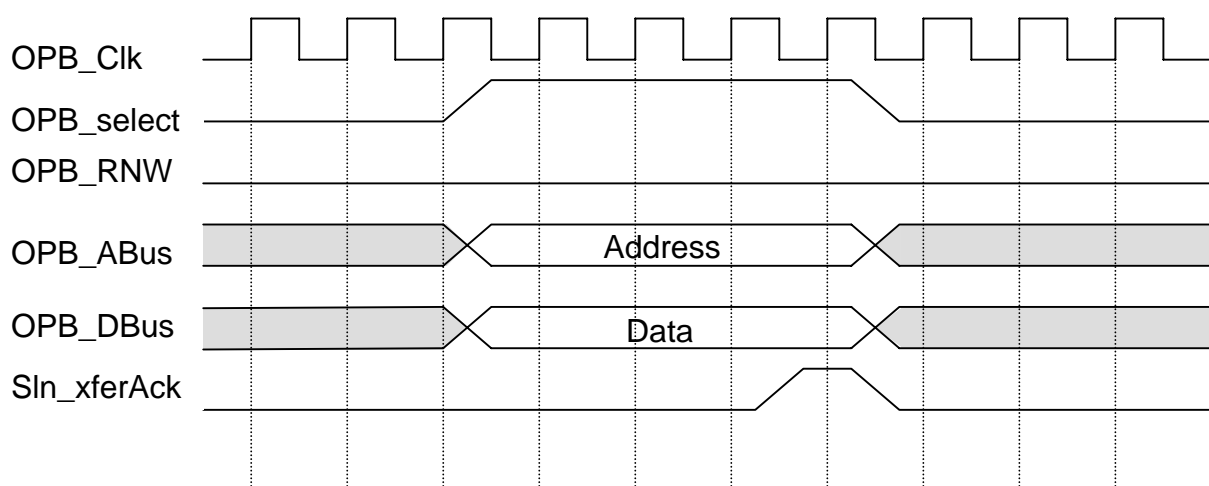 OPB_Clk
OPB_select
OPB_RNW
OPB_ABus
Address
OPB_DBus
Data
Sln_xferAck